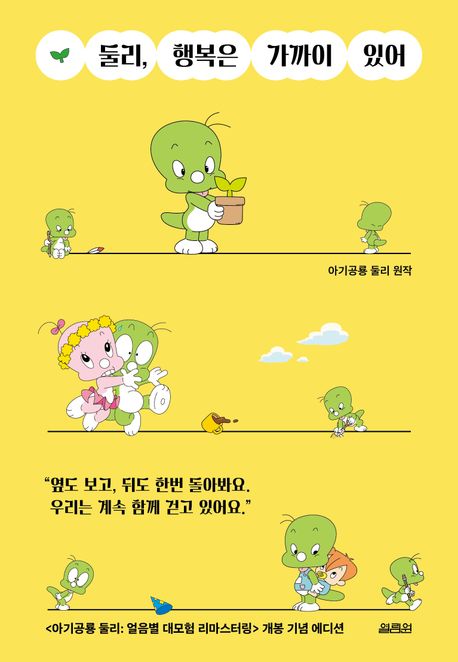 둘리, 행복은 가까이 있어
아기공룡 둘리 원작
“옆도 보고, 뒤도 한번 돌아봐요.
우리는 계속 함께 걷고 있어요.”
<아기공룡 둘리: 얼음별 대모험 리마스터링> 개봉 기념 에디션
열림원